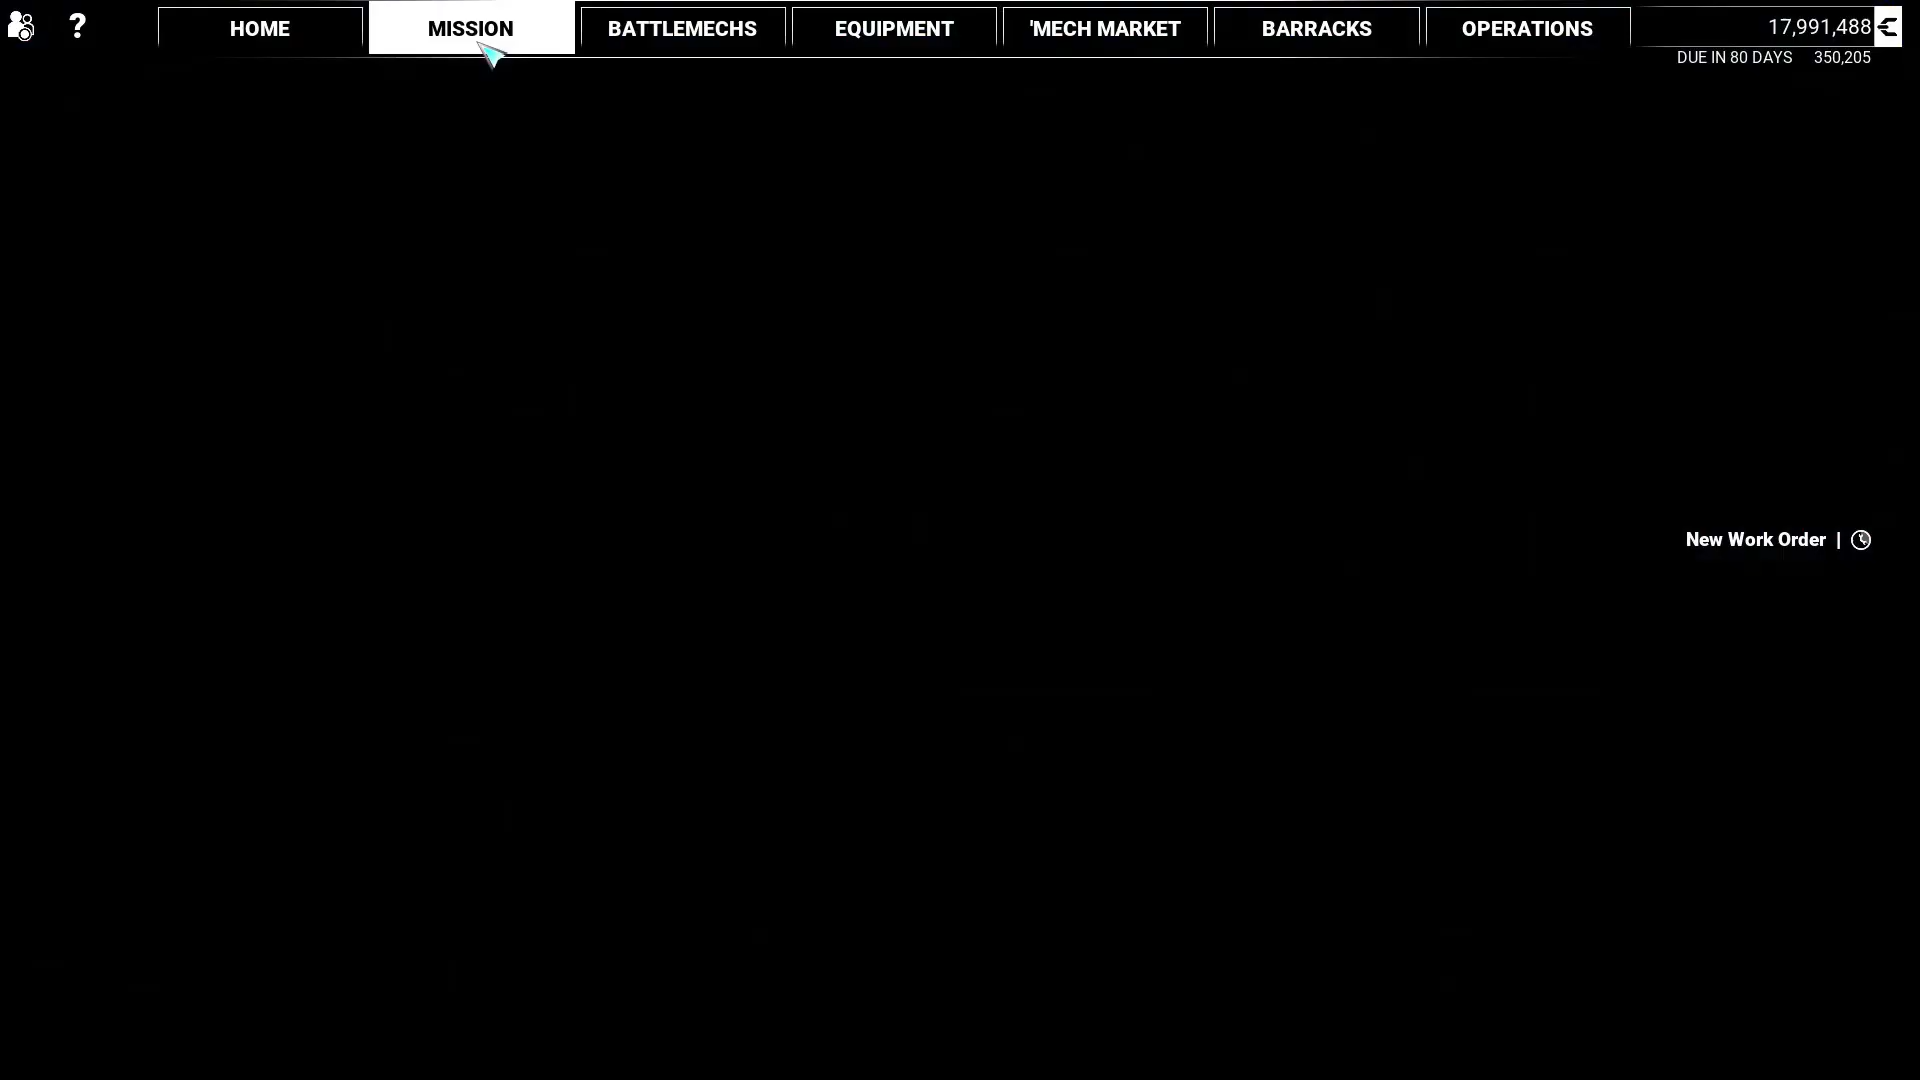 ?
HOME
MISSION
BATTLEMECHS
EQUIPMENT
'MECH MARKET
BARRACKS
OPERATIONS
17,991,488
DUE IN 80 DAYS 350,205
New Work Order |